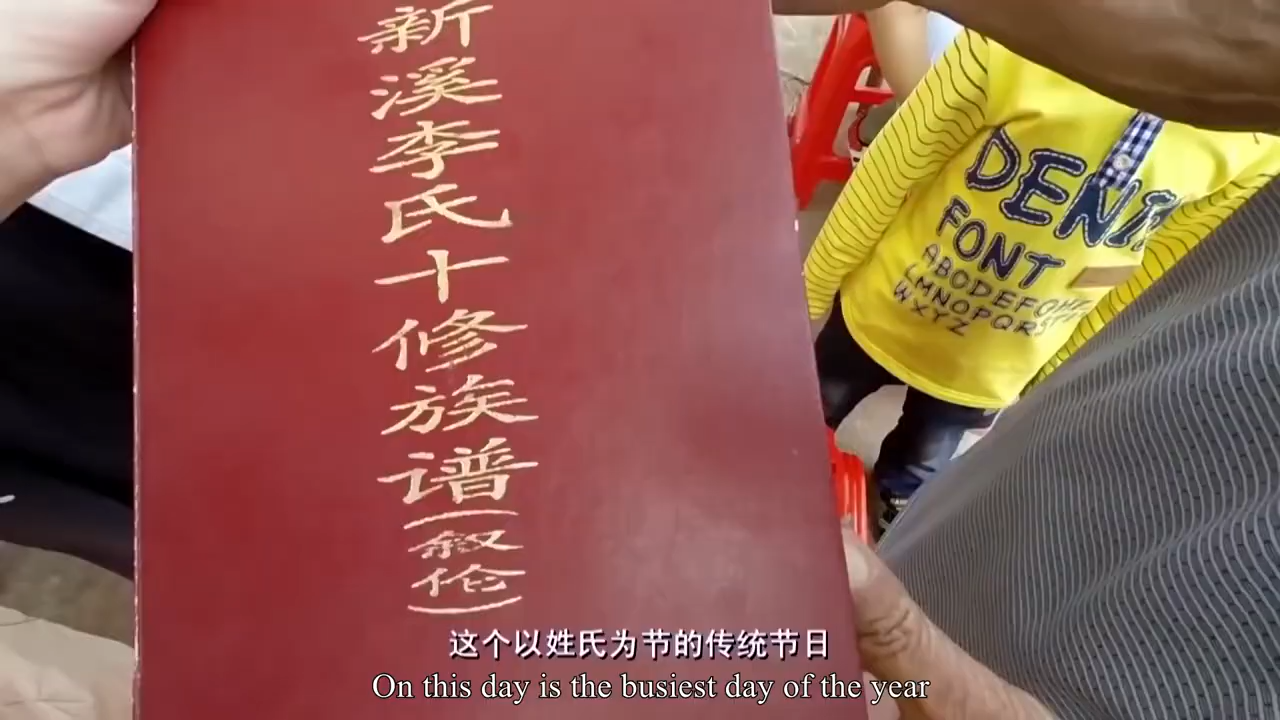 新溪李氏十修族谱(叙伦)
DENIM
FONT
ABCDEFGHI
LMNOPQRS
WXYZ
这个以姓氏为节的传统节日
On this day is the busiest day of the year